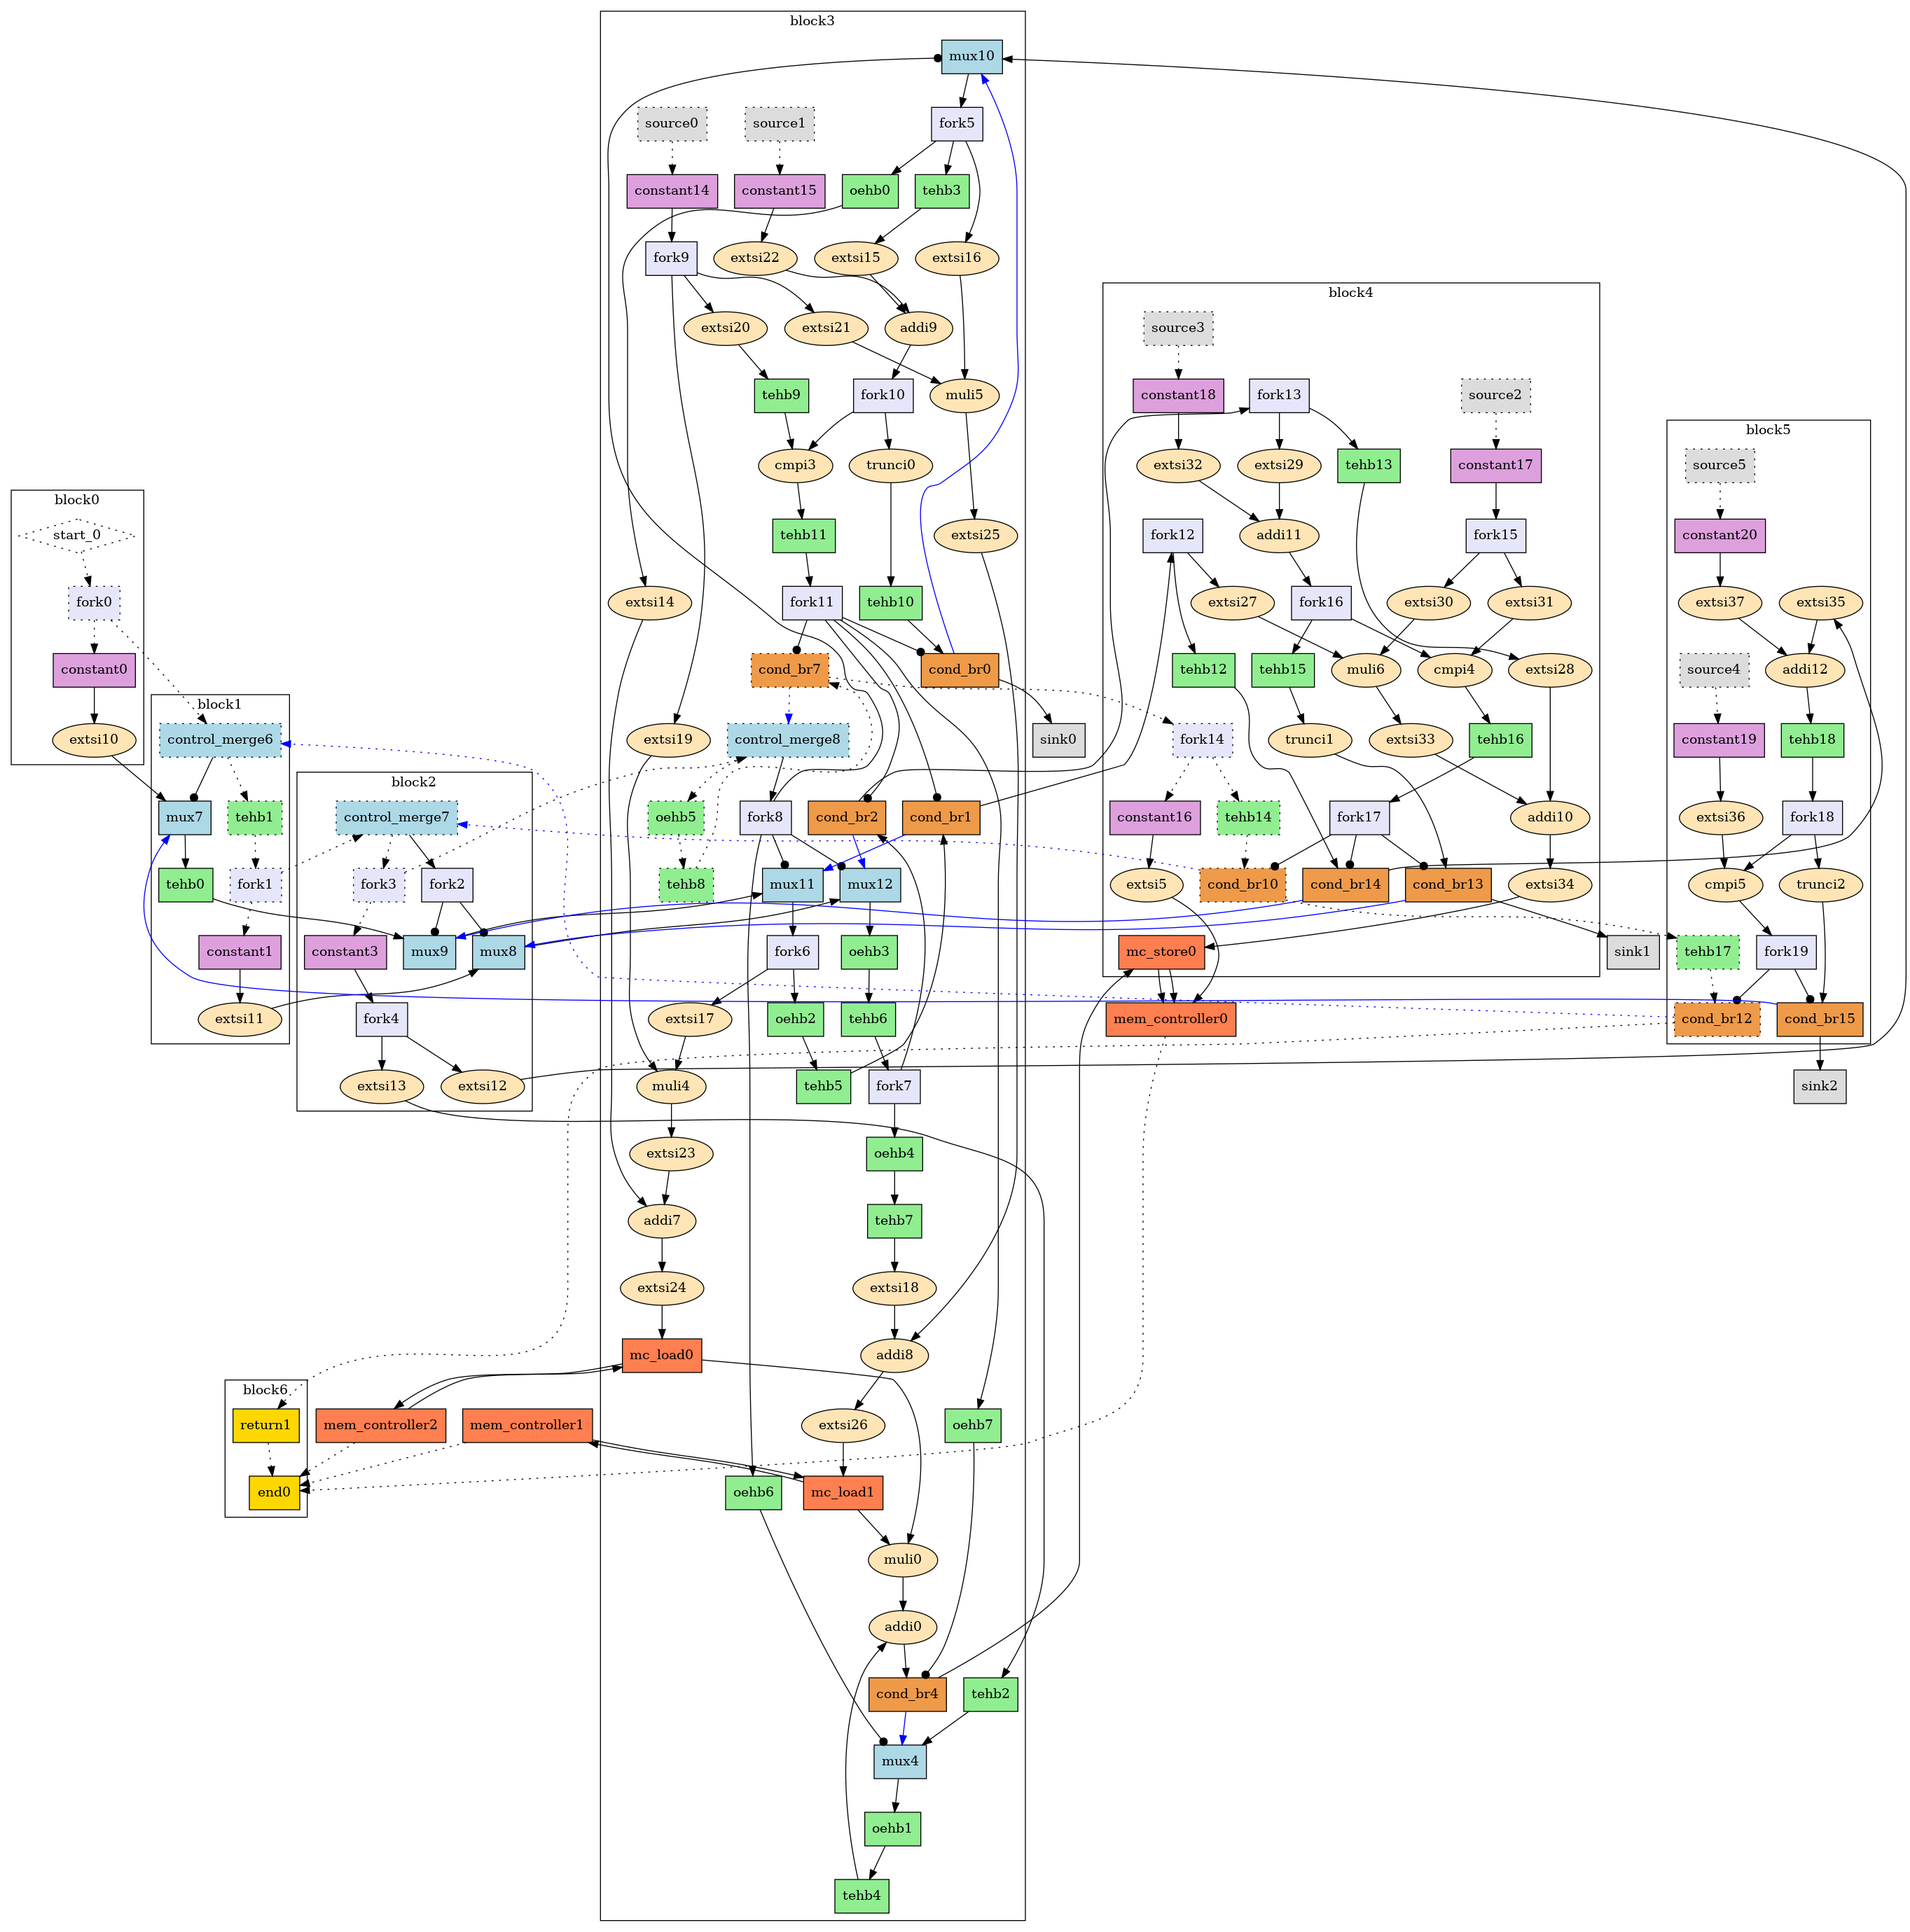 block3
mux10
source0
source1
fork5
constant14
constant15
oehb0
tehb3
fork9
extsi22
extsi15
extsi16
block4
source3
extsi20
extsi21
addi9
constant18
fork13
source2
tehb9
fork10
muli5
block5
source5
cmpi3
trunci0
extsi32
extsi29
tehb13
constant17
block0
start_0
tehb11
extsi25
fork12
addi11
fork15
constant20
fork0
extsi14
fork11
tehb10
extsi27
fork16
extsi30
extsi31
extsi37
extsi35
constant0
cond_br7
cond_br0
tehb12
tehb15
muli6
cmpi4
extsi28
source4
addi12
block1
extsi10
control_merge6
extsi19
control_merge8
sink0
fork14
trunci1
extsi33
tehb16
constant19
tehb18
block2
mux7
tehb1
control_merge7
oehb5
fork8
cond_br2
cond_br1
constant16
tehb14
fork17
addi10
extsi36
fork18
tehb0
fork1
fork3
fork2
tehb8
mux11
mux12
extsi5
cond_br10
cond_br14
cond_br13
extsi34
cmpi5
trunci2
constant1
constant3
mux9
mux8
fork6
oehb3
mc_store0
sink1
tehb17
fork19
extsi11
fork4
extsi17
oehb2
tehb6
mem_controller0
cond_br12
cond_br15
extsi13
extsi12
muli4
tehb5
fork7
sink2
extsi23
oehb4
addi7
tehb7
extsi24
extsi18
mc_load0
addi8
block6
return1
mem_controller2
mem_controller1
extsi26
oehb7
end0
oehb6
mc_load1
muli0
addi0
cond_br4
tehb2
mux4
oehb1
tehb4